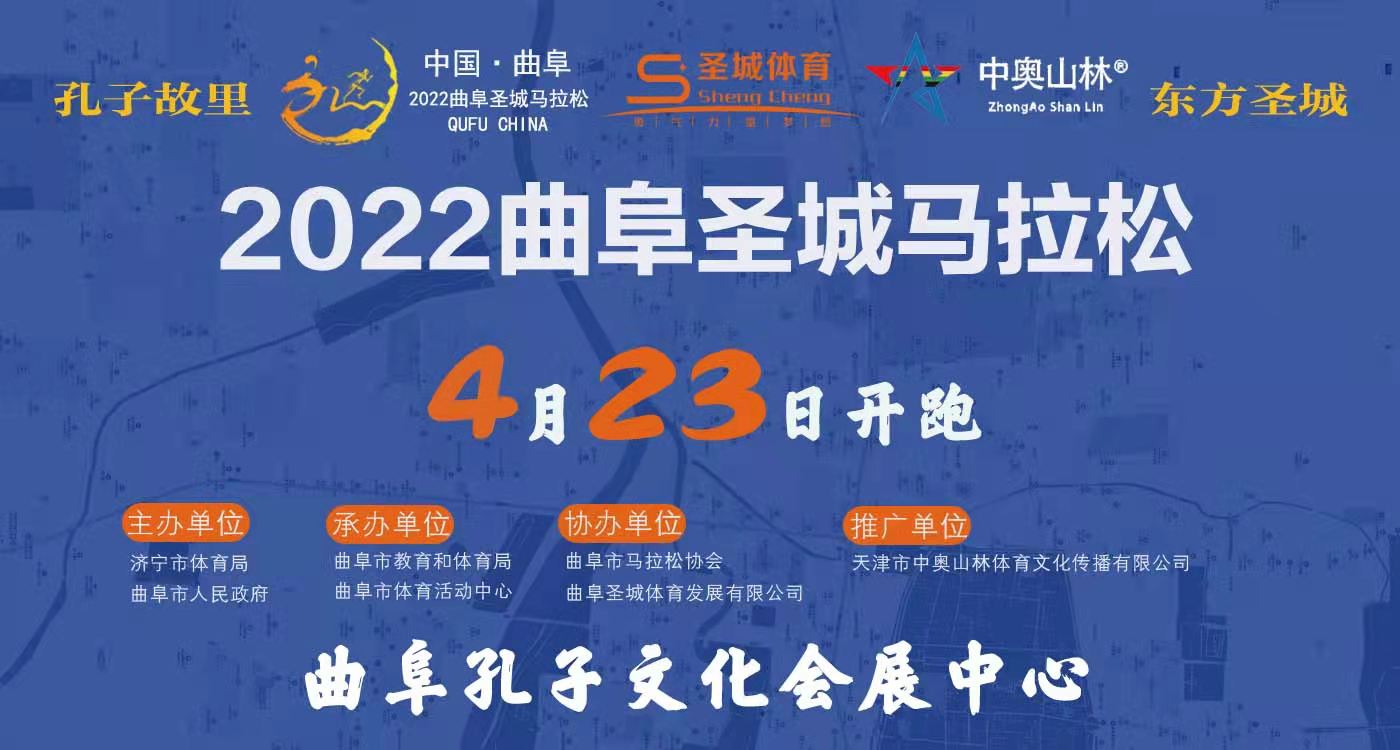 孔子故里
中国·曲阜
2022曲阜圣城马拉松
QUFU CHINA
圣城体育
Sheng Cheng
中奥山林®
ZhongAo Shan Lin
东方圣城
2022曲阜圣城马拉松
4月23日开跑
主办单位
济宁市体育局
曲阜市人民政府
承办单位
曲阜市教育和体育局
曲阜市体育活动中心
协办单位
曲阜市马拉松协会
曲阜圣城体育发展有限公司
推广单位
天津市中奥山林体育文化传播有限公司
曲阜孔子文化会展中心